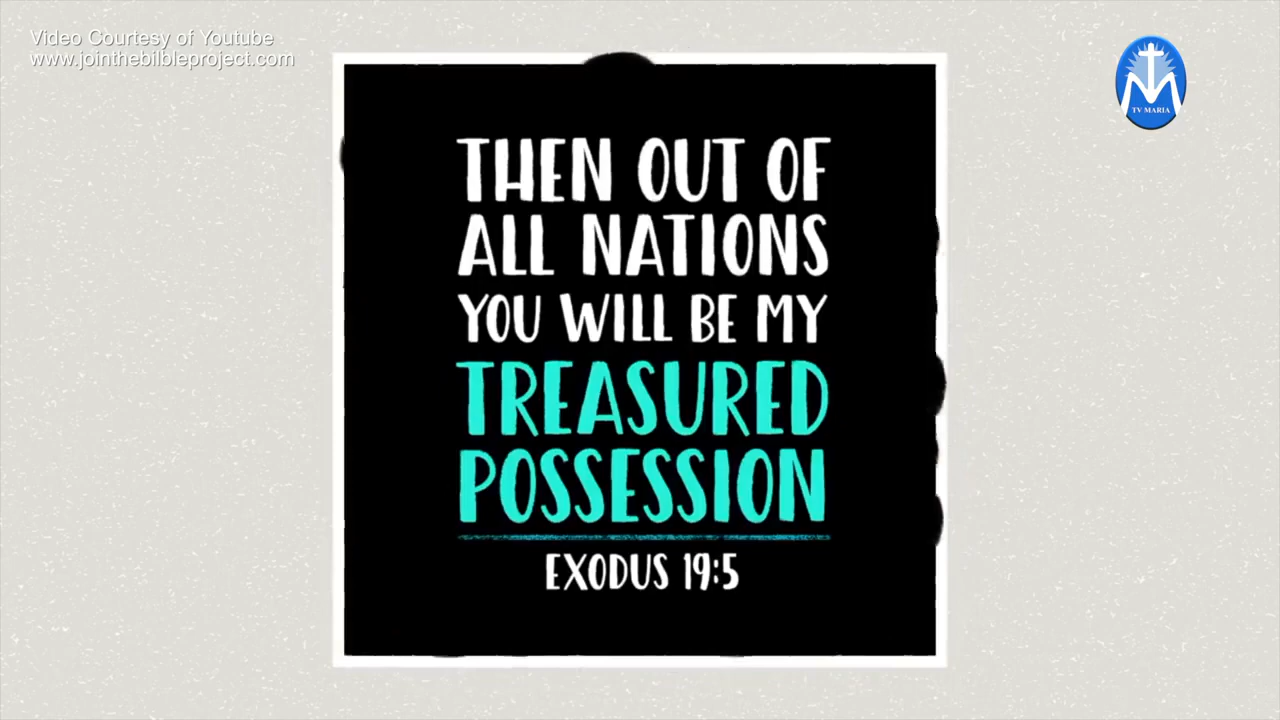 Video Courtesy of Youtube
www.jointhebilbleproject.com
TV MARIA
THEN OUT OF
ALL NATIONS
YOU WILL BE MY
TREASURED
POSSESSION
EXODUS 19:5